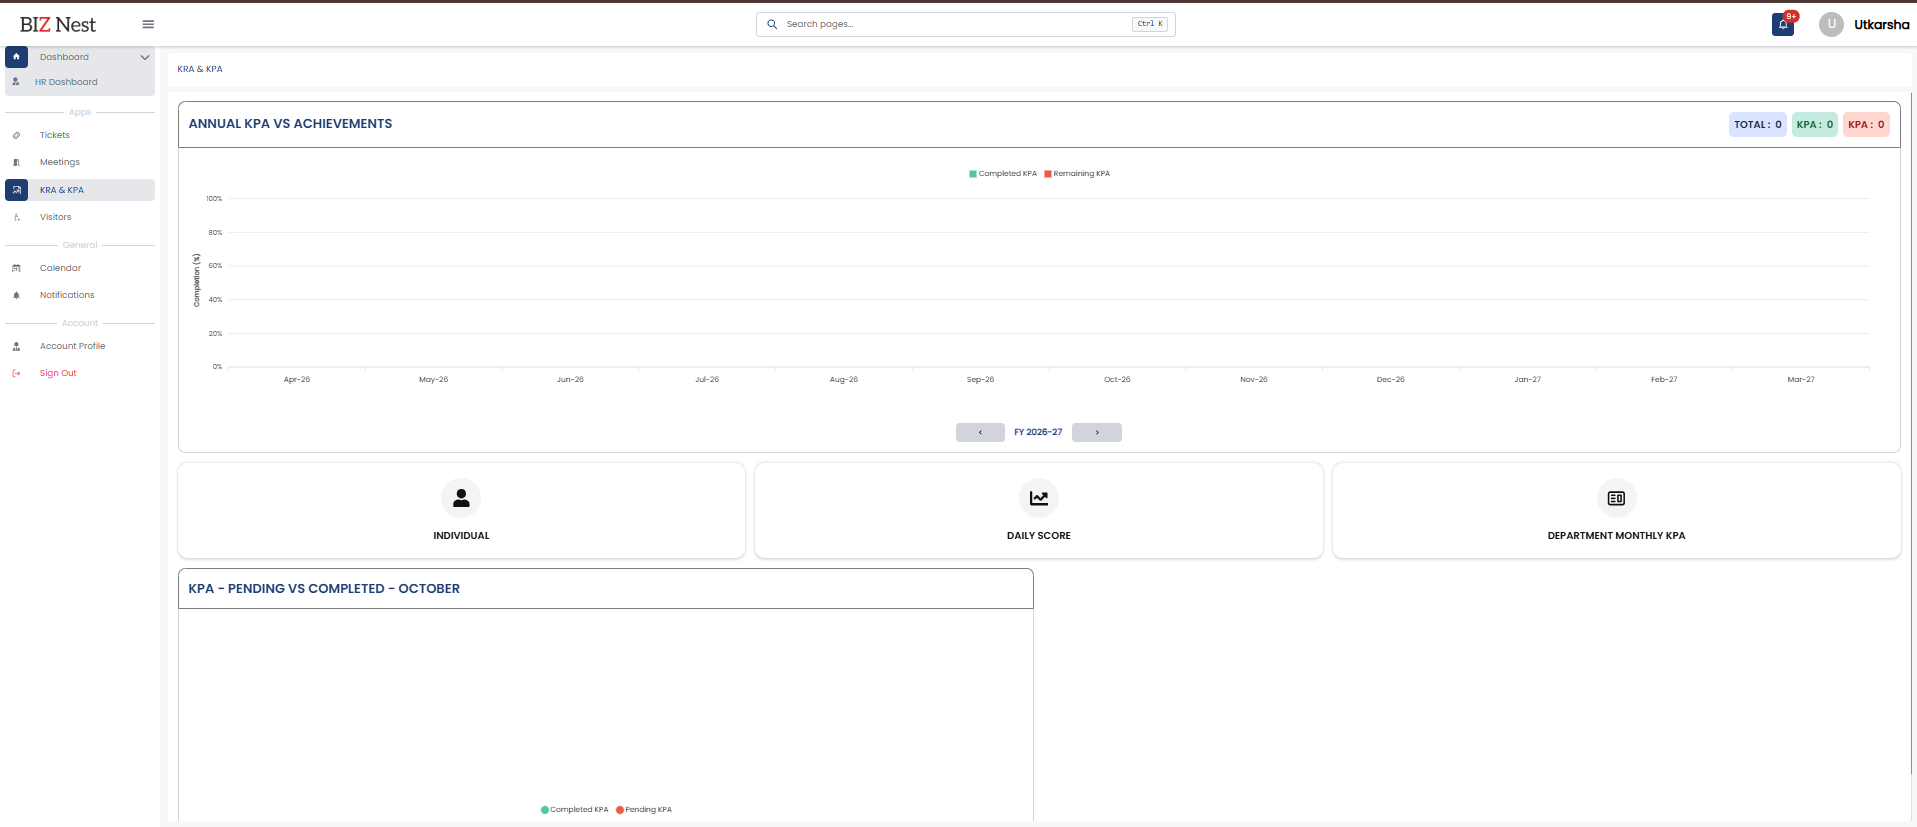 BIZ Nest
Search pages...
Ctrl K
9+
U
Utkarsha
Dashboard
HR Dashboard
Apps
Tickets
Meetings
KRA & KPA
Visitors
General
Calendar
Notifications
Account
Account Profile
Sign Out
KRA & KPA
ANNUAL KPA VS ACHIEVEMENTS
TOTAL : 0
KPA : 0
KPA : 0
Completed KPA
Remaining KPA
Completion (%)
100%
80%
60%
40%
20%
0%
Apr-26 May-26 Jun-26 Jul-26 Aug-26 Sep-26 Oct-26 Nov-26 Dec-26 Jan-27 Feb-27 Mar-27
< FY 2026-27 >
INDIVIDUAL
DAILY SCORE
DEPARTMENT MONTHLY KPA
KPA - PENDING VS COMPLETED - OCTOBER
Completed KPA
Pending KPA